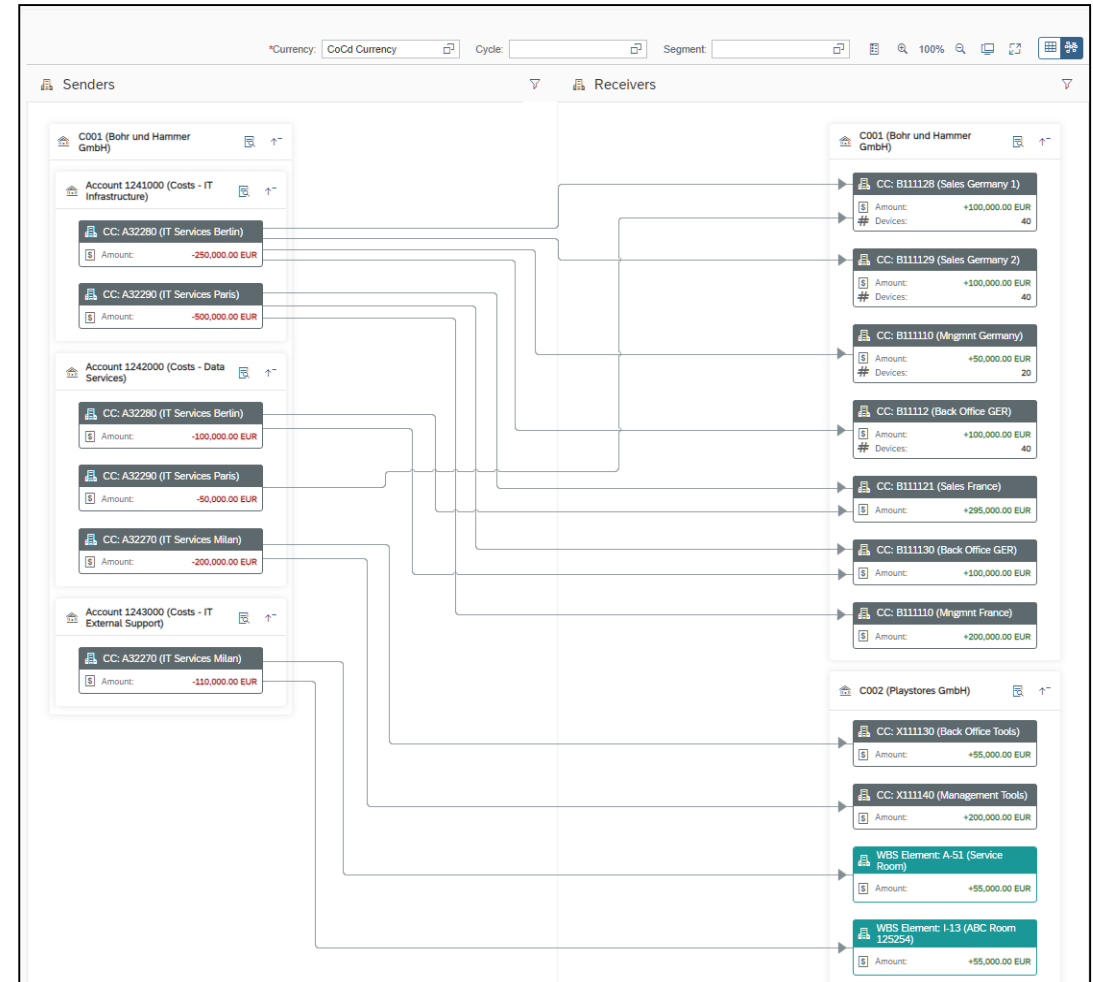 *Currency: CoCd Currency Cycle: Segment: 100%
Senders
Receivers
C001 (Bohr und Hammer
GmbH)
Account 1241000 (Costs - IT
Infrastructure)
CC: A32280 (IT Services Berlin)
Amount: -250,000.00 EUR
CC: A32290 (IT Services Paris)
Amount: -500,000.00 EUR
Account 1242000 (Costs - Data
Services)
CC: A32280 (IT Services Berlin)
Amount: -100,000.00 EUR
CC: A32290 (IT Services Paris)
Amount: -50,000.00 EUR
CC: A32270 (IT Services Milan)
Amount: -200,000.00 EUR
Account 1243000 (Costs - IT
External Support)
CC: A32270 (IT Services Milan)
Amount: -110,000.00 EUR
C001 (Bohr und Hammer
GmbH)
CC: B111128 (Sales Germany 1)
Amount: +100,000.00 EUR
# Devices: 40
CC: B111129 (Sales Germany 2)
Amount: +100,000.00 EUR
# Devices: 40
CC: B111110 (Mngmnt Germany)
Amount: +50,000.00 EUR
# Devices: 20
CC: B11112 (Back Office GER)
Amount: +100,000.00 EUR
# Devices: 40
CC: B111121 (Sales France)
Amount: +295,000.00 EUR
CC: B111130 (Back Office GER)
Amount: +100,000.00 EUR
CC: B111110 (Mngmnt France)
Amount: +200,000.00 EUR
C002 (Playstores GmbH)
CC: X111130 (Back Office Tools)
Amount: +55,000.00 EUR
CC: X111140 (Management Tools)
Amount: +200,000.00 EUR
WBS Element: A-51 (Service
Room)
Amount: +55,000.00 EUR
WBS Element: I-13 (ABC Room
125254)
Amount: +55,000.00 EUR